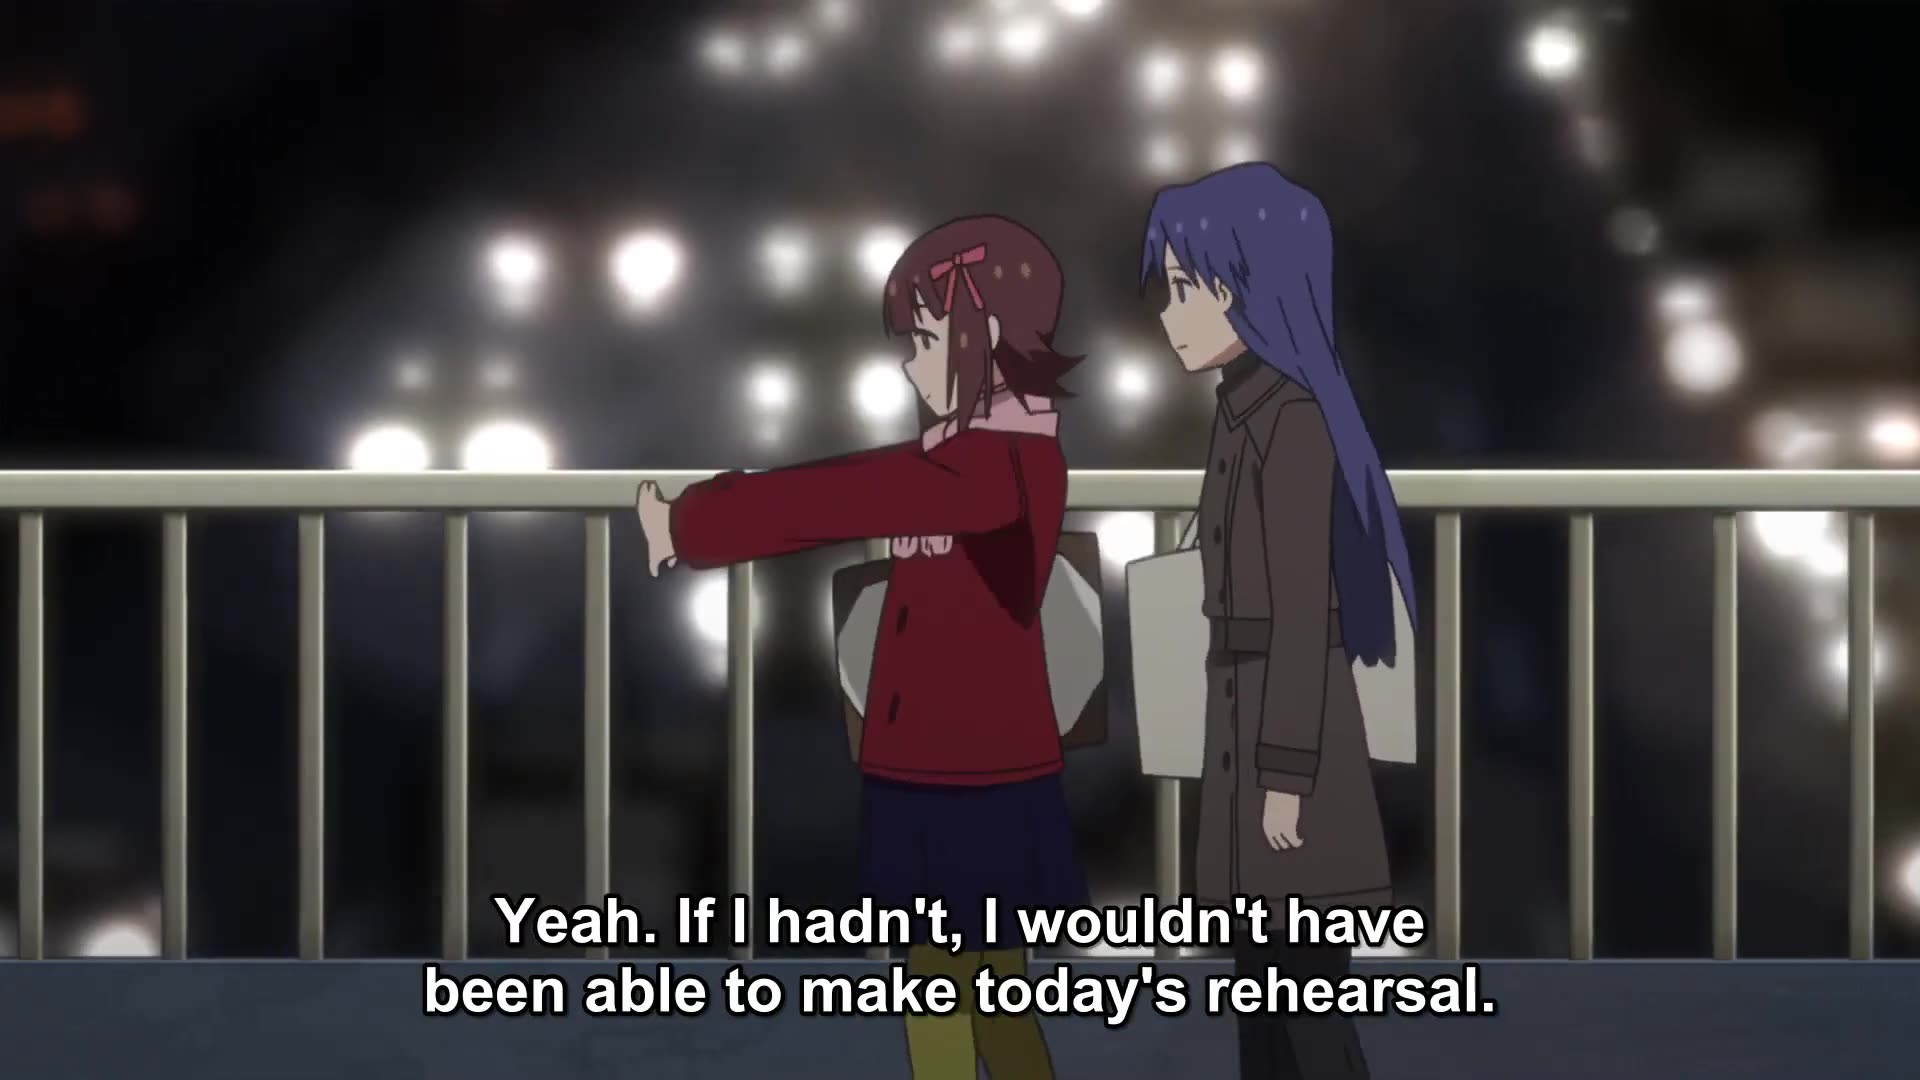 Yeah. If I hadn't, I wouldn't have
been able to make today's rehearsal.